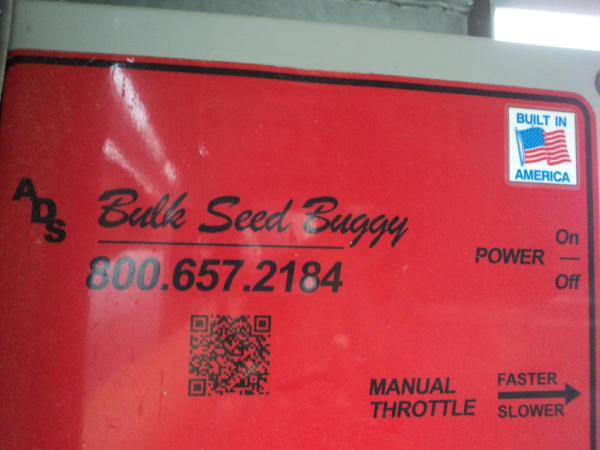 BUILT IN
AMERICA
ADS
Bulk Seed Buggy
800.657.2184
POWER
On
Off
MANUAL
THROTTLE
FASTER
SLOWER